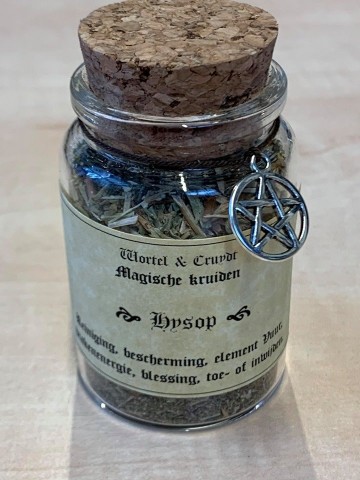 Wortel & Cruydt
Magische kruiden
Hysop
Reiniging, bescherming, element Vuur,
blessing, toe- of inwijden